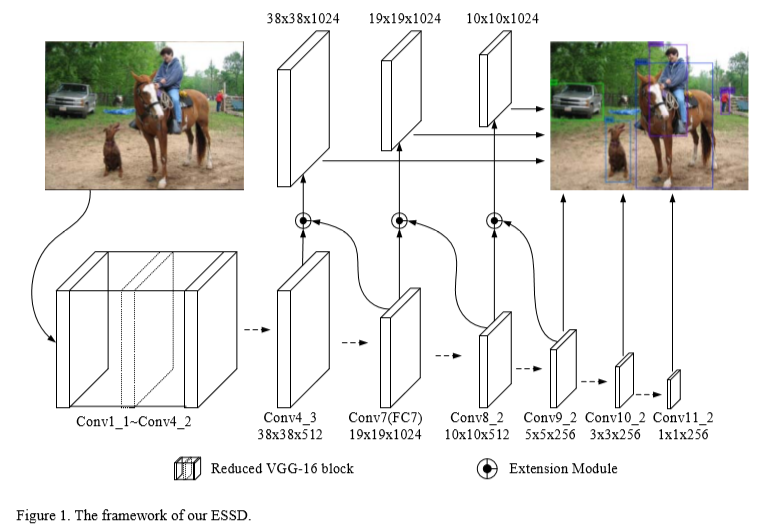 38x38x1024 19x19x1024 10x10x1024
Conv1_1~Conv4_2
Conv4_3 Conv7(FC7) Conv8_2 Conv9_2 Conv10_2 Conv11_2
38x38x512 19x19x1024 10x10x512 5x5x256 3x3x256 1x1x256
Reduced VGG-16 block Extension Module
Figure 1. The framework of our ESSD.